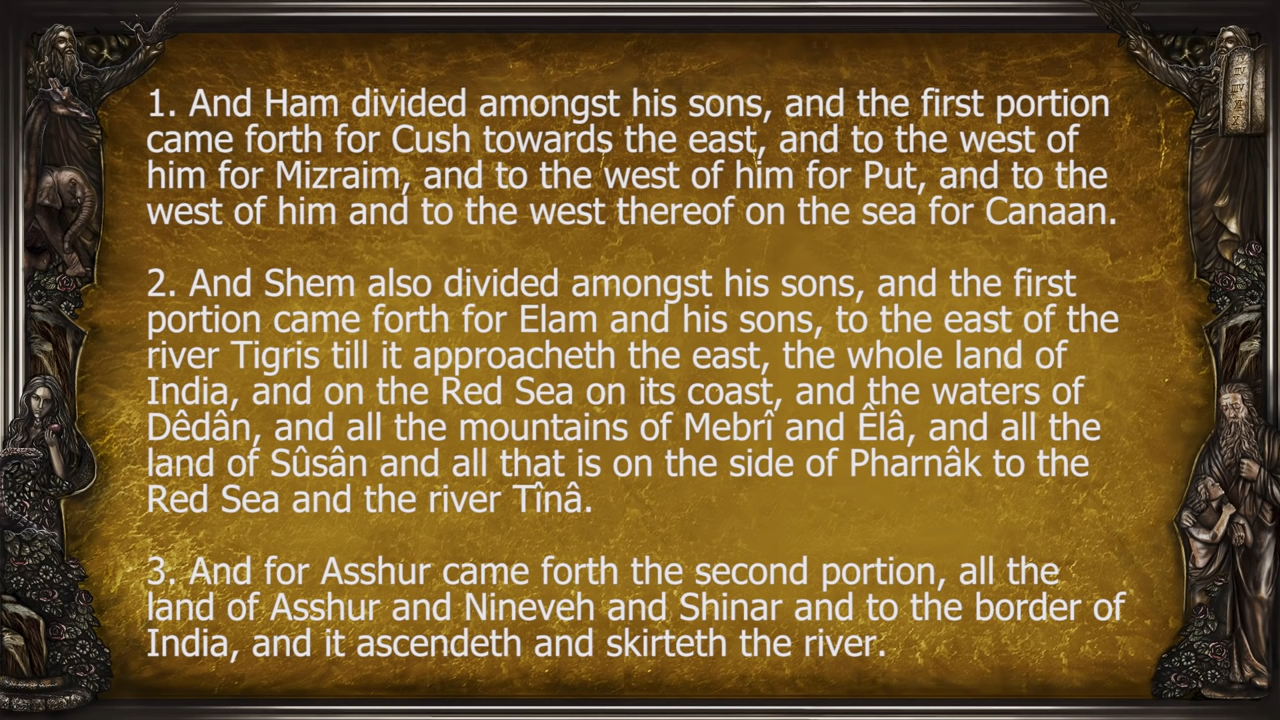 1. And Ham divided amongst his sons, and the first portion
came forth for Cush towards the east, and to the west of
him for Mizraim, and to the west of him for Put, and to the
west of him and to the west thereof on the sea for Canaan.
2. And Shem also divided amongst his sons, and the first
portion came forth for Elam and his sons, to the east of the
river Tigris till it approacheth the east, the whole land of
India, and on the Red Sea on its coast, and the waters of
Dêdân, and all the mountains of Mebrî and Êlâ, and all the
land of Sûsân and all that is on the side of Pharnâk to the
Red Sea and the river Tînâ.
3. And for Asshur came forth the second portion, all the
land of Asshur and Nineveh and Shinar and to the border of
India, and it ascendeth and skirteth the river.